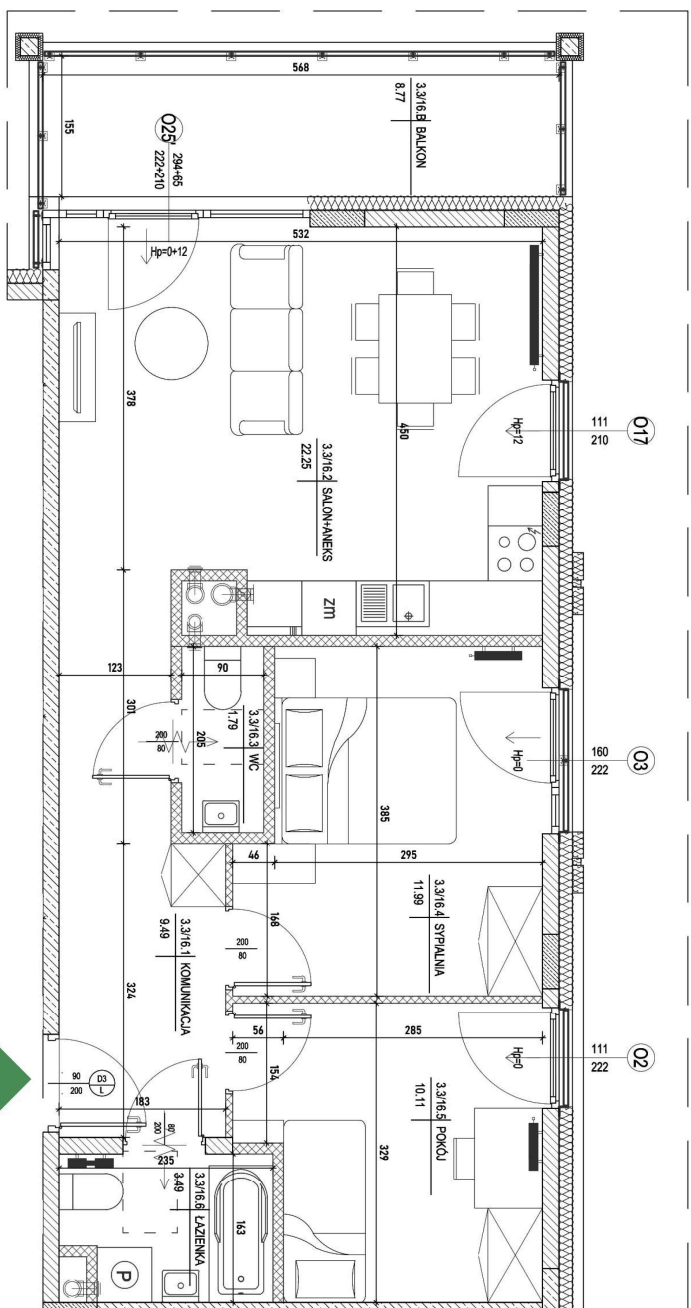 568
155
3.3/16.B BALKON
8.77
O25'
294+65
222+210
Hp=0+12
532
378
450
3.3/16.2 SALON+ANEKS
22.25
Hp=12
111
210
O17
zm
123
90
301
200
80
205
3.3/16.3 WC
1.79
385
Hp=0
160
222
O3
46
295
168
3.3/16.4 SYPIALNIA
11.99
200
80
3.3/16.1 KOMUNIKACJA
9.49
324
56
285
200
80
154
Hp=0
111
222
O2
90
200
D3
L
183
80
200
235
3.3/16.5 POKÓJ
10.11
329
3.3/16.6 ŁAZIENKA
3.49
163
P